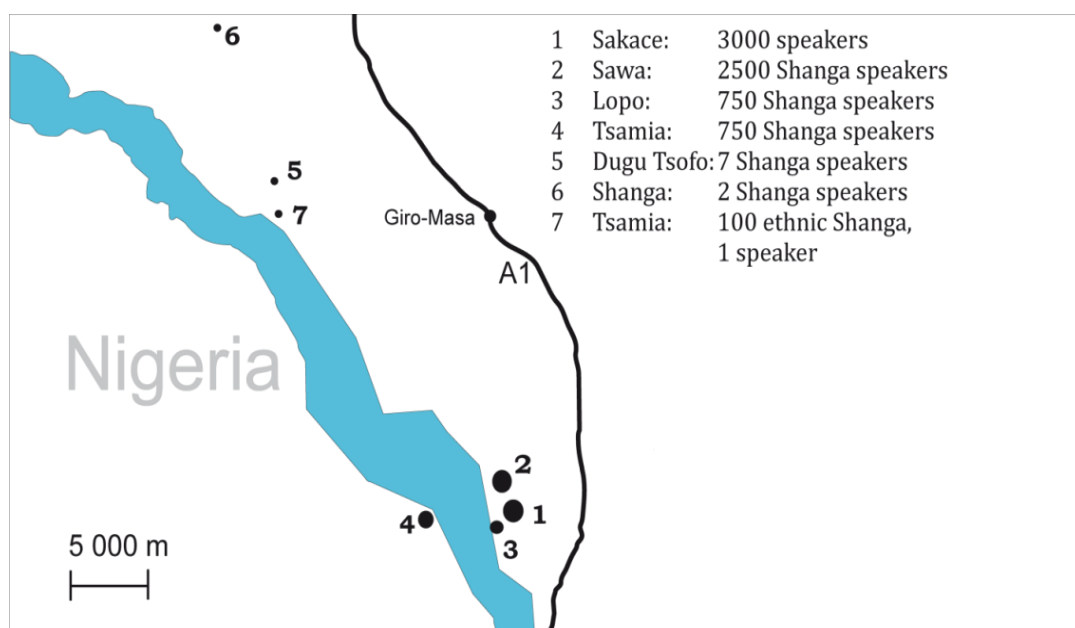 6
1 Sakace: 3000 speakers
2 Sawa: 2500 Shanga speakers
3 Lopo: 750 Shanga speakers
4 Tsamia: 750 Shanga speakers
5 Dugu Tsofo: 7 Shanga speakers
6 Shanga: 2 Shanga speakers
7 Tsamia: 100 ethnic Shanga,
1 speaker
5
7
Giro-Masa
A1
Nigeria
2
1
4
3
5 000 m